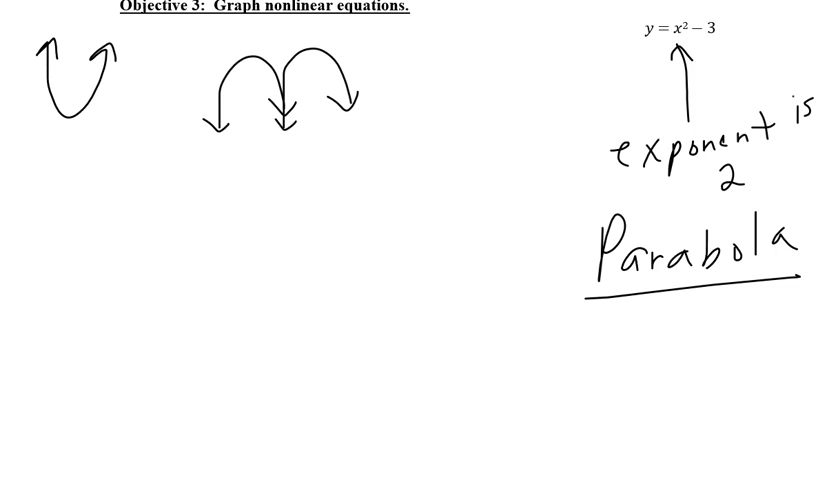 Objective 3:  Graph nonlinear equations.
y = x² – 3
exponent is
2
Parabola